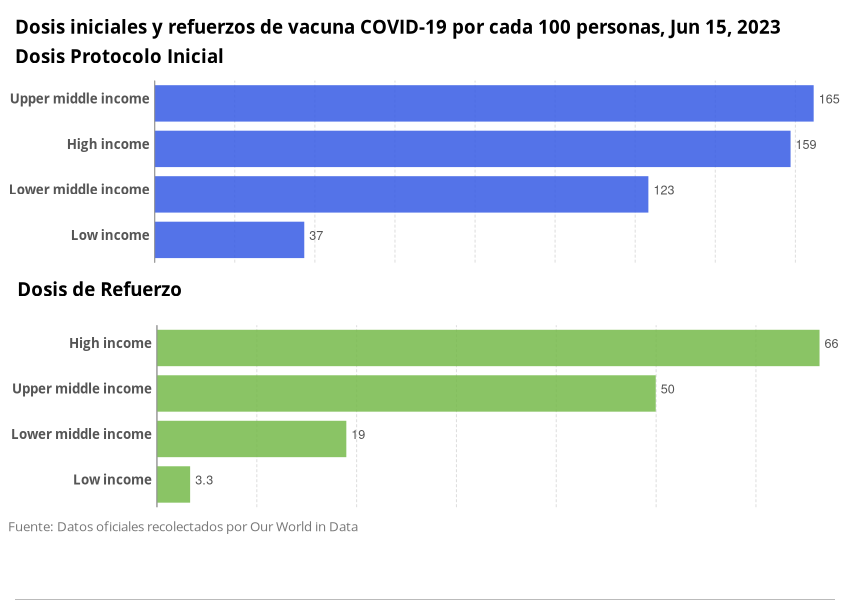 Dosis iniciales y refuerzos de vacuna COVID-19 por cada 100 personas, Jun 15, 2023
Dosis Protocolo Inicial
Upper middle income 165
High income 159
Lower middle income 123
Low income 37
Dosis de Refuerzo
High income 66
Upper middle income 50
Lower middle income 19
Low income 3.3
Fuente: Datos oficiales recolectados por Our World in Data